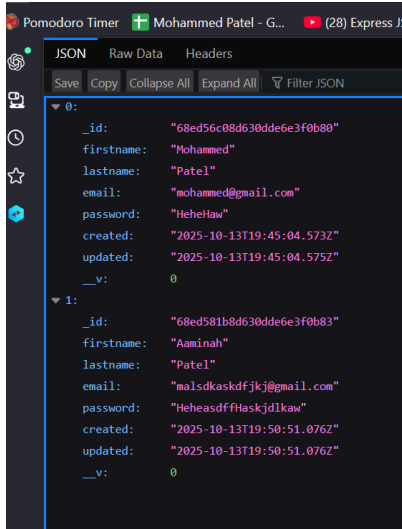 Pomodoro Timer Mohammed Patel - G... (28) Express JS
JSON Raw Data Headers
Save Copy Collapse All Expand All Filter JSON
0:
_id: "68ed56c08d630dde6e3f0b80"
firstname: "Mohammed"
lastname: "Patel"
email: "mohammed@gmail.com"
password: "HeheHaw"
created: "2025-10-13T19:45:04.573Z"
updated: "2025-10-13T19:45:04.575Z"
__v: 0
1:
_id: "68ed581b8d630dde6e3f0b83"
firstname: "Aaminah"
lastname: "Patel"
email: "malsdkaskdfjkj@gmail.com"
password: "HeheasdffHaskjdlkaw"
created: "2025-10-13T19:50:51.076Z"
updated: "2025-10-13T19:50:51.076Z"
__v: 0